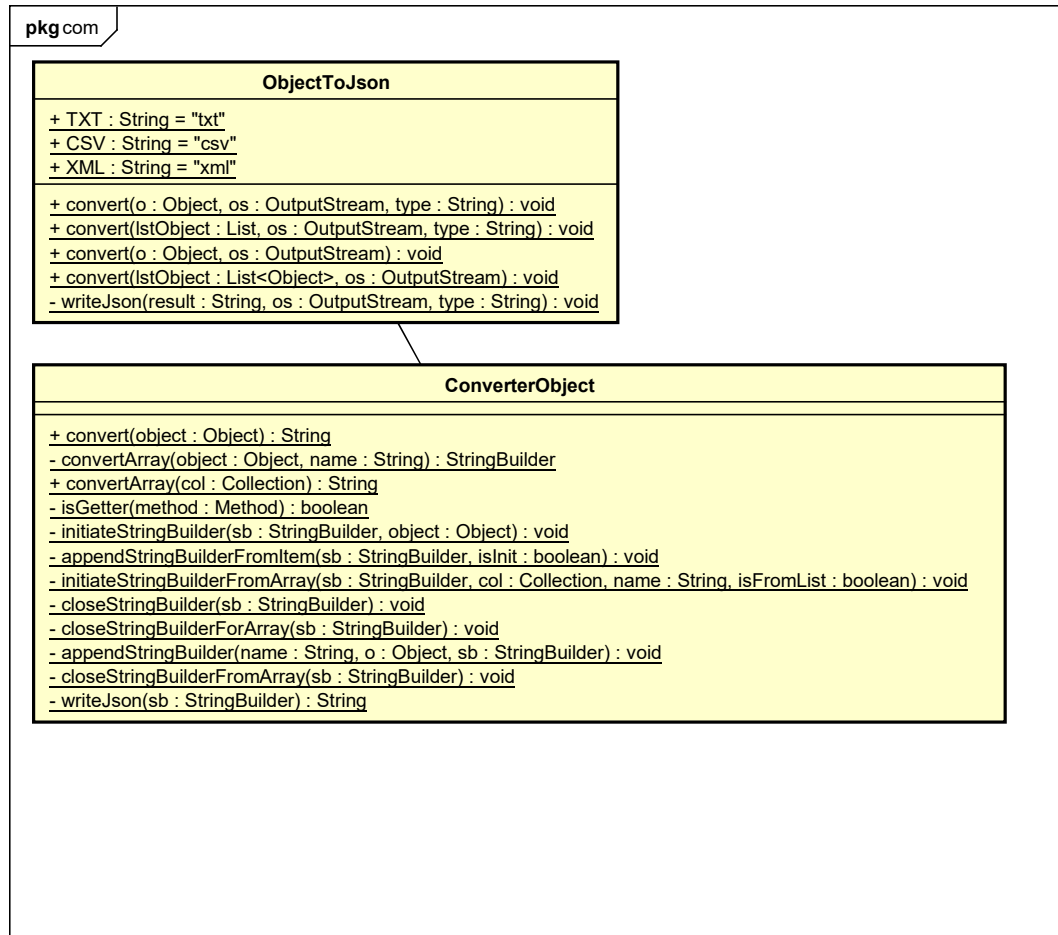 pkg com
ObjectToJson
+ TXT : String = "txt"
+ CSV : String = "csv"
+ XML : String = "xml"
+ convert(o : Object, os : OutputStream, type : String) : void
+ convert(lstObject : List, os : OutputStream, type : String) : void
+ convert(o : Object, os : OutputStream) : void
+ convert(lstObject : List<Object>, os : OutputStream) : void
- writeJson(result : String, os : OutputStream, type : String) : void
ConverterObject
+ convert(object : Object) : String
- convertArray(object : Object, name : String) : StringBuilder
+ convertArray(col : Collection) : String
- isGetter(method : Method) : boolean
- initiateStringBuilder(sb : StringBuilder, object : Object) : void
- appendStringBuilderFromItem(sb : StringBuilder, isInit : boolean) : void
- initiateStringBuilderFromArray(sb : StringBuilder, col : Collection, name : String, isFromList : boolean) : void
- closeStringBuilder(sb : StringBuilder) : void
- closeStringBuilderForArray(sb : StringBuilder) : void
- appendStringBuilder(name : String, o : Object, sb : StringBuilder) : void
- closeStringBuilderFromArray(sb : StringBuilder) : void
- writeJson(sb : StringBuilder) : String